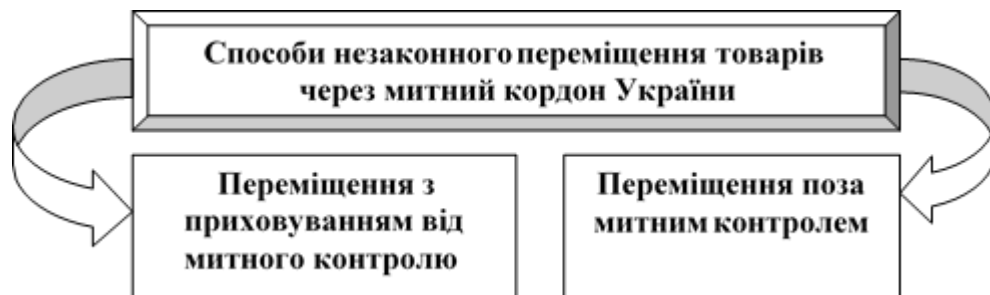 Способи незаконного переміщення товарів
через митний кордон України
Переміщення з
приховуванням від
митного контролю
Переміщення поза
митним контролем